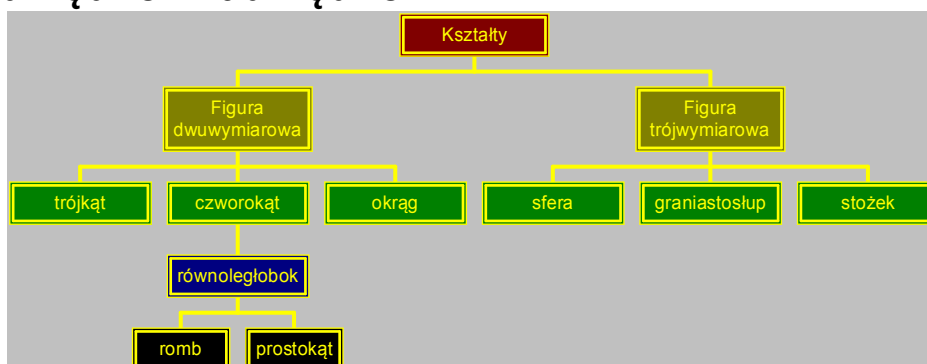 Kształty
Figura
dwuwymiarowa
Figura
trójwymiarowa
trójkąt
czworokąt
okrąg
sfera
graniastosłup
stożek
równoległobok
romb
prostokąt